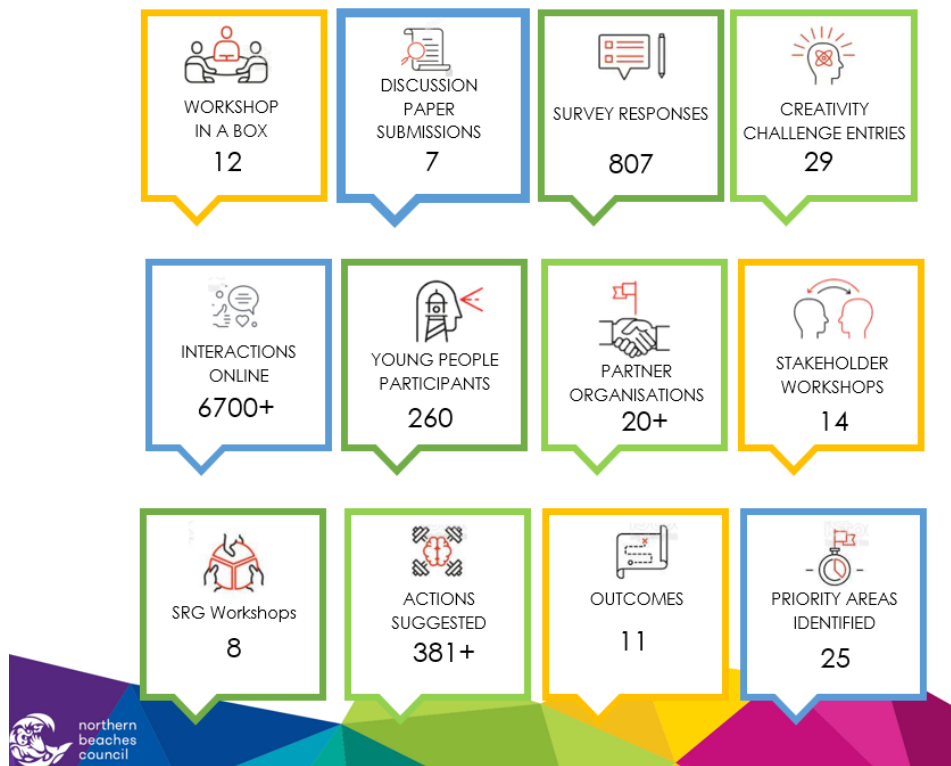 WORKSHOP
IN A BOX
12
DISCUSSION
PAPER
SUBMISSIONS
7
SURVEY RESPONSES
807
CREATIVITY
CHALLENGE ENTRIES
29
INTERACTIONS
ONLINE
6700+
YOUNG PEOPLE
PARTICIPANTS
260
PARTNER
ORGANISATIONS
20+
STAKEHOLDER
WORKSHOPS
14
SRG Workshops
8
ACTIONS
SUGGESTED
381+
OUTCOMES
11
PRIORITY AREAS
IDENTIFIED
25
northern
beaches
council